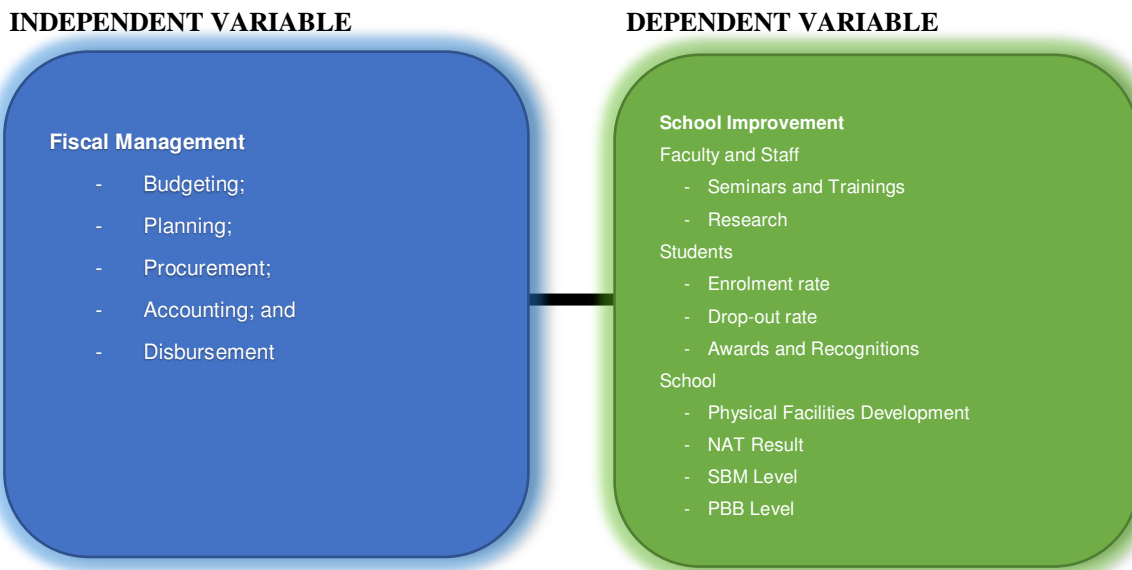 INDEPENDENT VARIABLE
Fiscal Management
- Budgeting;
- Planning;
- Procurement;
- Accounting; and
- Disbursement
DEPENDENT VARIABLE
School Improvement
Faculty and Staff
- Seminars and Trainings
- Research
Students
- Enrolment rate
- Drop-out rate
- Awards and Recognitions
School
- Physical Facilities Development
- NAT Result
- SBM Level
- PBB Level